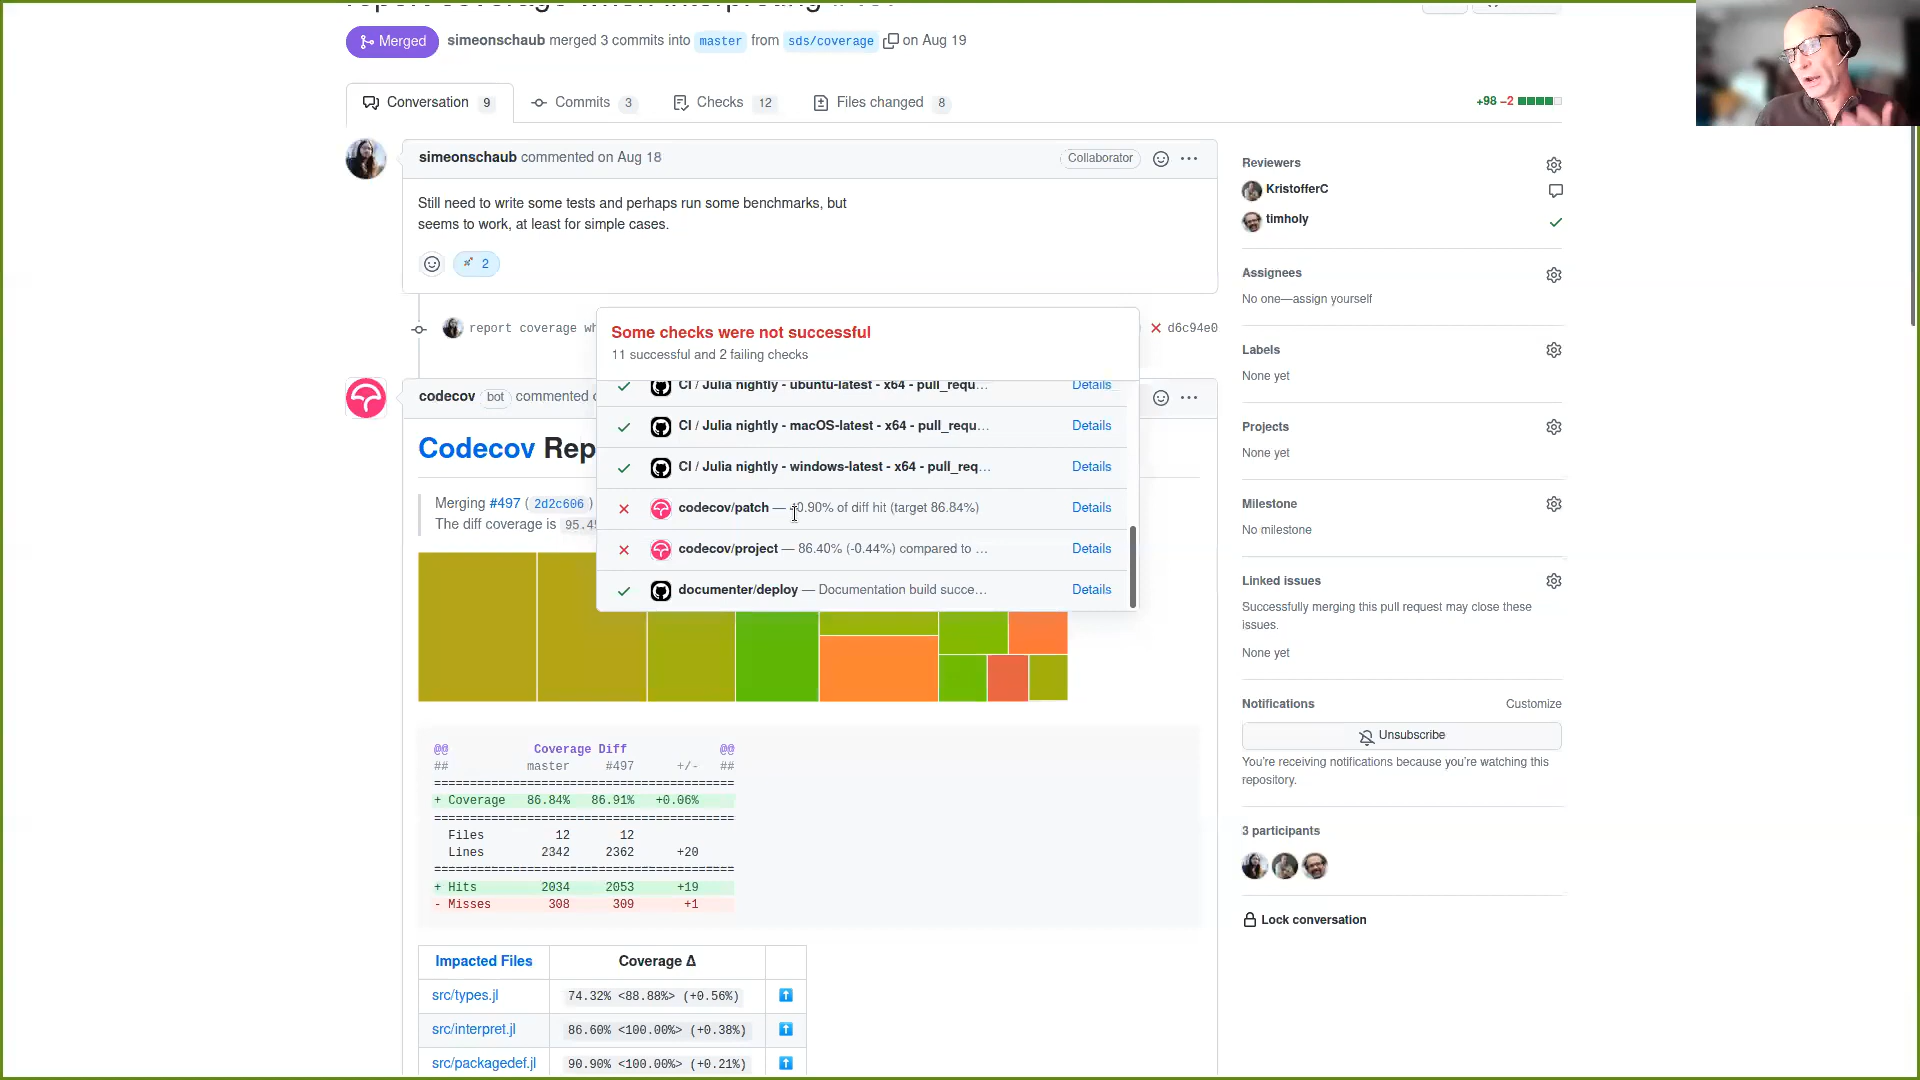 Merged simeonschaub merged 3 commits into master from sds/coverage on Aug 19
Conversation 9 Commits 3 Checks 12 Files changed 8
+98 −2
simeonschaub commented on Aug 18 Collaborator
Still need to write some tests and perhaps run some benchmarks, but
seems to work, at least for simple cases.
2
report coverage wh
d6c94e0
Some checks were not successful
11 successful and 2 failing checks
CI / Julia nightly - ubuntu-latest - x64 - pull_requ… Details
CI / Julia nightly - macOS-latest - x64 - pull_requ… Details
CI / Julia nightly - windows-latest - x64 - pull_req… Details
codecov/patch — 0.90% of diff hit (target 86.84%) Details
codecov/project — 86.40% (-0.44%) compared to … Details
documenter/deploy — Documentation build succe… Details
codecov bot commented
Codecov Rep
Merging #497 ( 2d2c606 )
The diff coverage is 95.4
@@ Coverage Diff @@
## master #497 +/- ##
==========================================
+ Coverage 86.84% 86.91% +0.06%
==========================================
Files 12 12
Lines 2342 2362 +20
==========================================
+ Hits 2034 2053 +19
- Misses 308 309 +1
Impacted Files Coverage Δ
src/types.jl 74.32% <88.88%> (+0.56%)
src/interpret.jl 86.60% <100.00%> (+0.38%)
src/packagedef.jl 90.90% <100.00%> (+0.21%)
Reviewers
KristofferC
timholy
Assignees
No one—assign yourself
Labels
None yet
Projects
None yet
Milestone
No milestone
Linked issues
Successfully merging this pull request may close these
issues.
None yet
Notifications Customize
Unsubscribe
You're receiving notifications because you're watching this
repository.
3 participants
Lock conversation